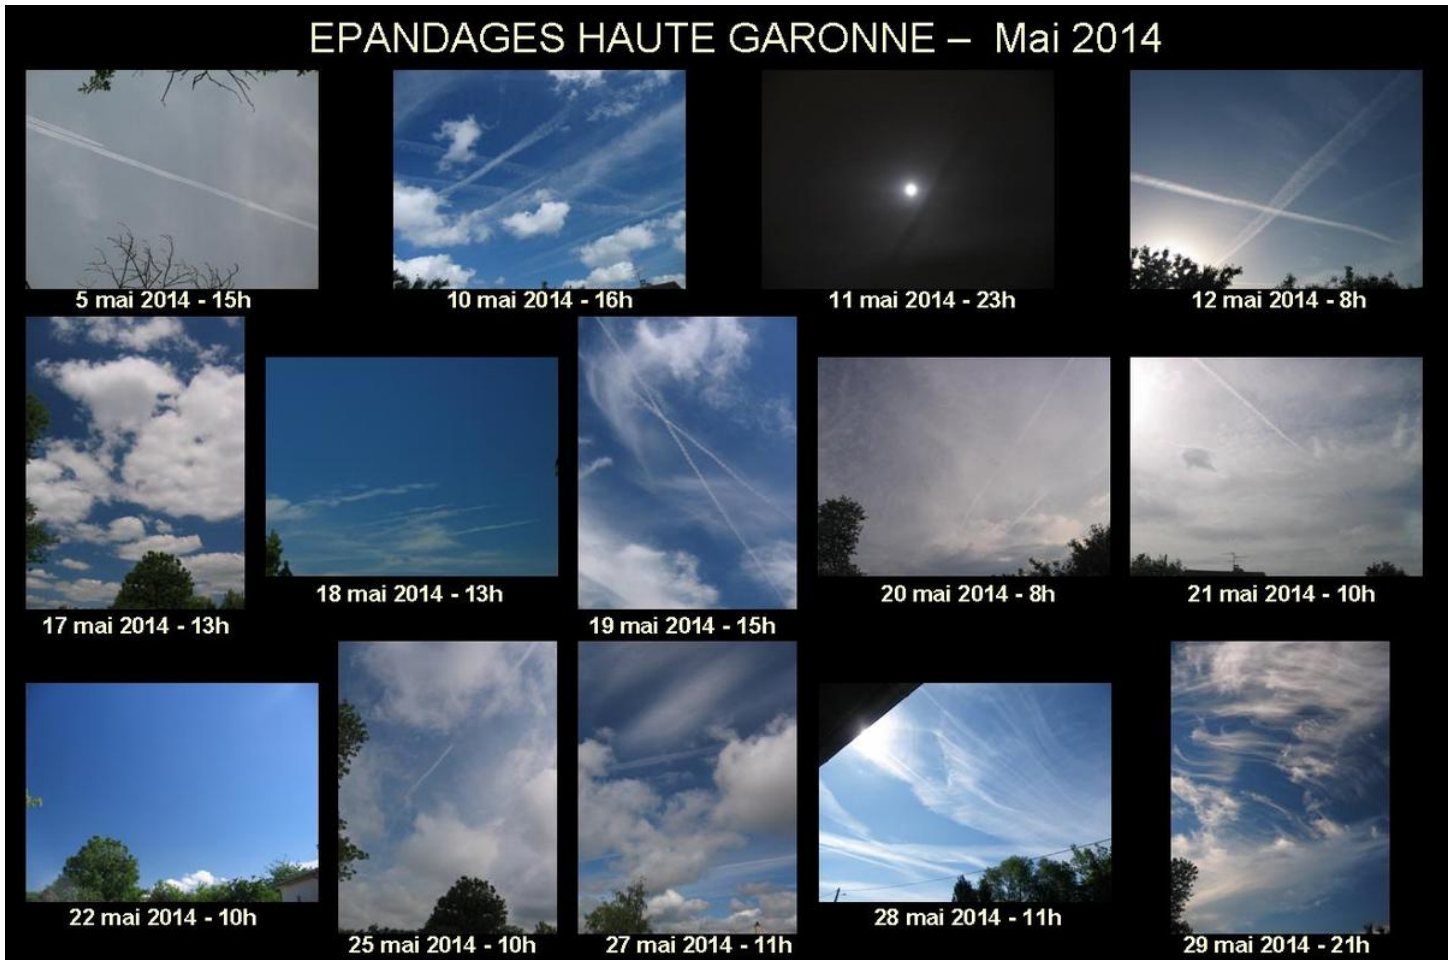 EPANDAGES HAUTE GARONNE – Mai 2014
5 mai 2014 - 15h
10 mai 2014 - 16h
11 mai 2014 - 23h
12 mai 2014 - 8h
17 mai 2014 - 13h
18 mai 2014 - 13h
19 mai 2014 - 15h
20 mai 2014 - 8h
21 mai 2014 - 10h
22 mai 2014 - 10h
25 mai 2014 - 10h
27 mai 2014 - 11h
28 mai 2014 - 11h
29 mai 2014 - 21h